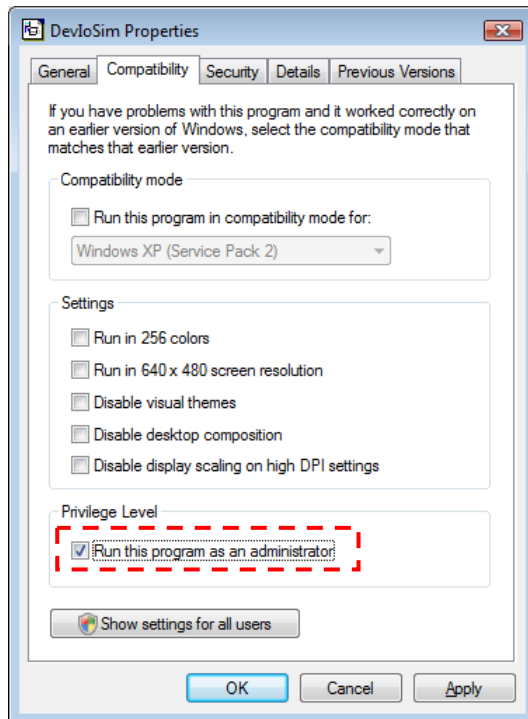 DevIoSim Properties
General Compatibility Security Details Previous Versions
If you have problems with this program and it worked correctly on
an earlier version of Windows, select the compatibility mode that
matches that earlier version.
Compatibility mode
Run this program in compatibility mode for:
Windows XP (Service Pack 2)
Settings
Run in 256 colors
Run in 640 x 480 screen resolution
Disable visual themes
Disable desktop composition
Disable display scaling on high DPI settings
Privilege Level
Run this program as an administrator
Show settings for all users
OK Cancel Apply